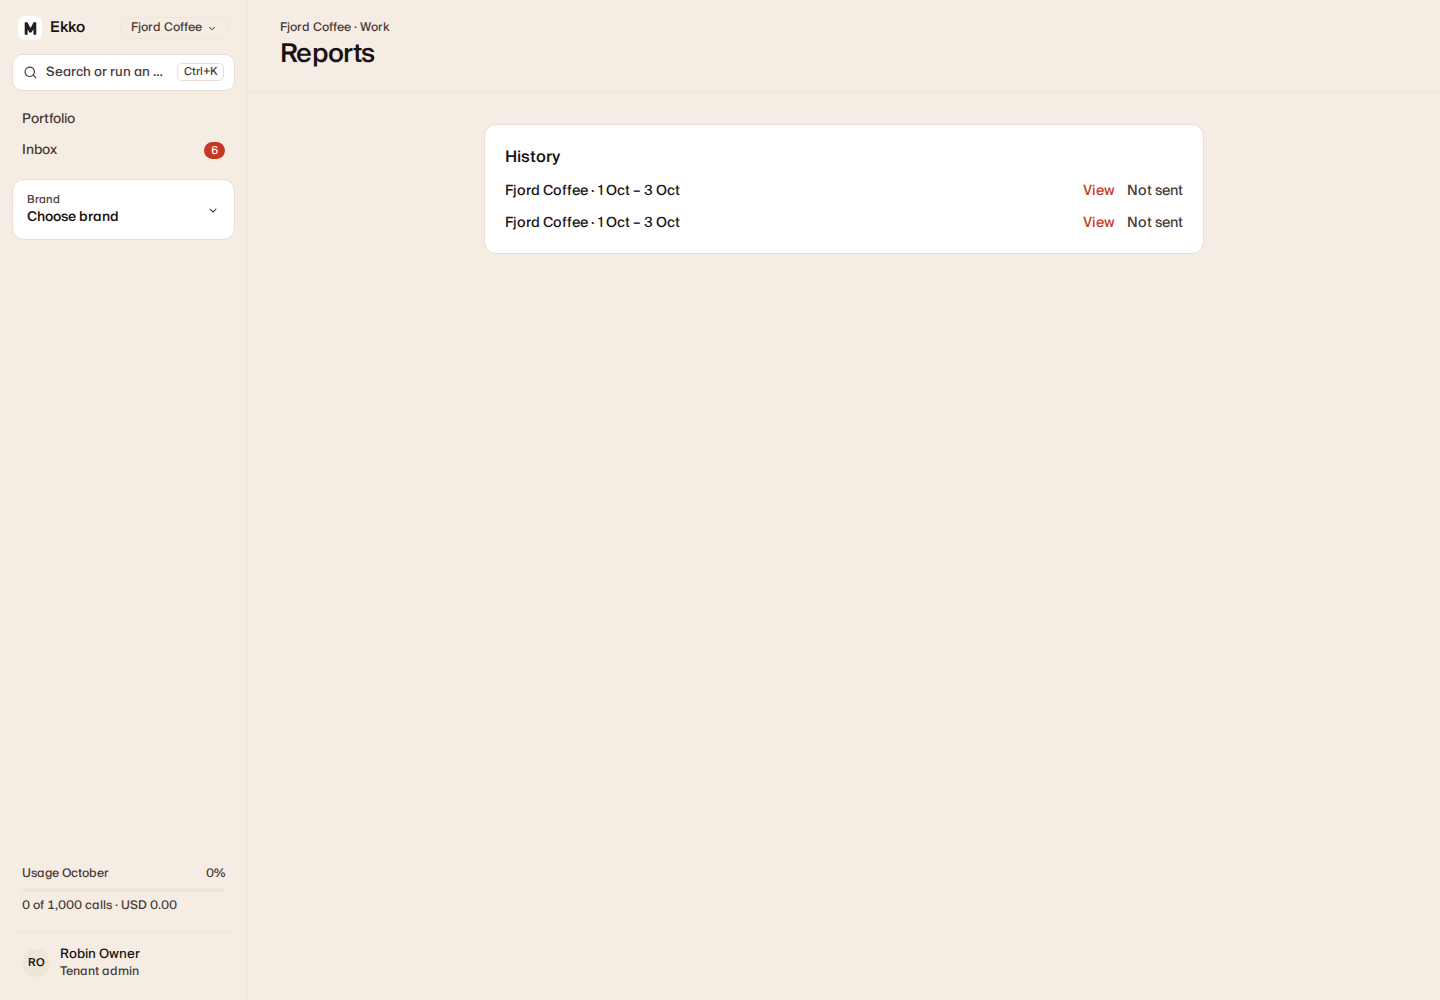 Ekko
Fjord Coffee
Search or run an ...
Ctrl+K
Portfolio
Inbox
6
Brand
Choose brand
Usage October
0%
0 of 1,000 calls · USD 0.00
RO
Robin Owner
Tenant admin
Fjord Coffee · Work
Reports
History
Fjord Coffee · 1 Oct – 3 Oct
View
Not sent
Fjord Coffee · 1 Oct – 3 Oct
View
Not sent